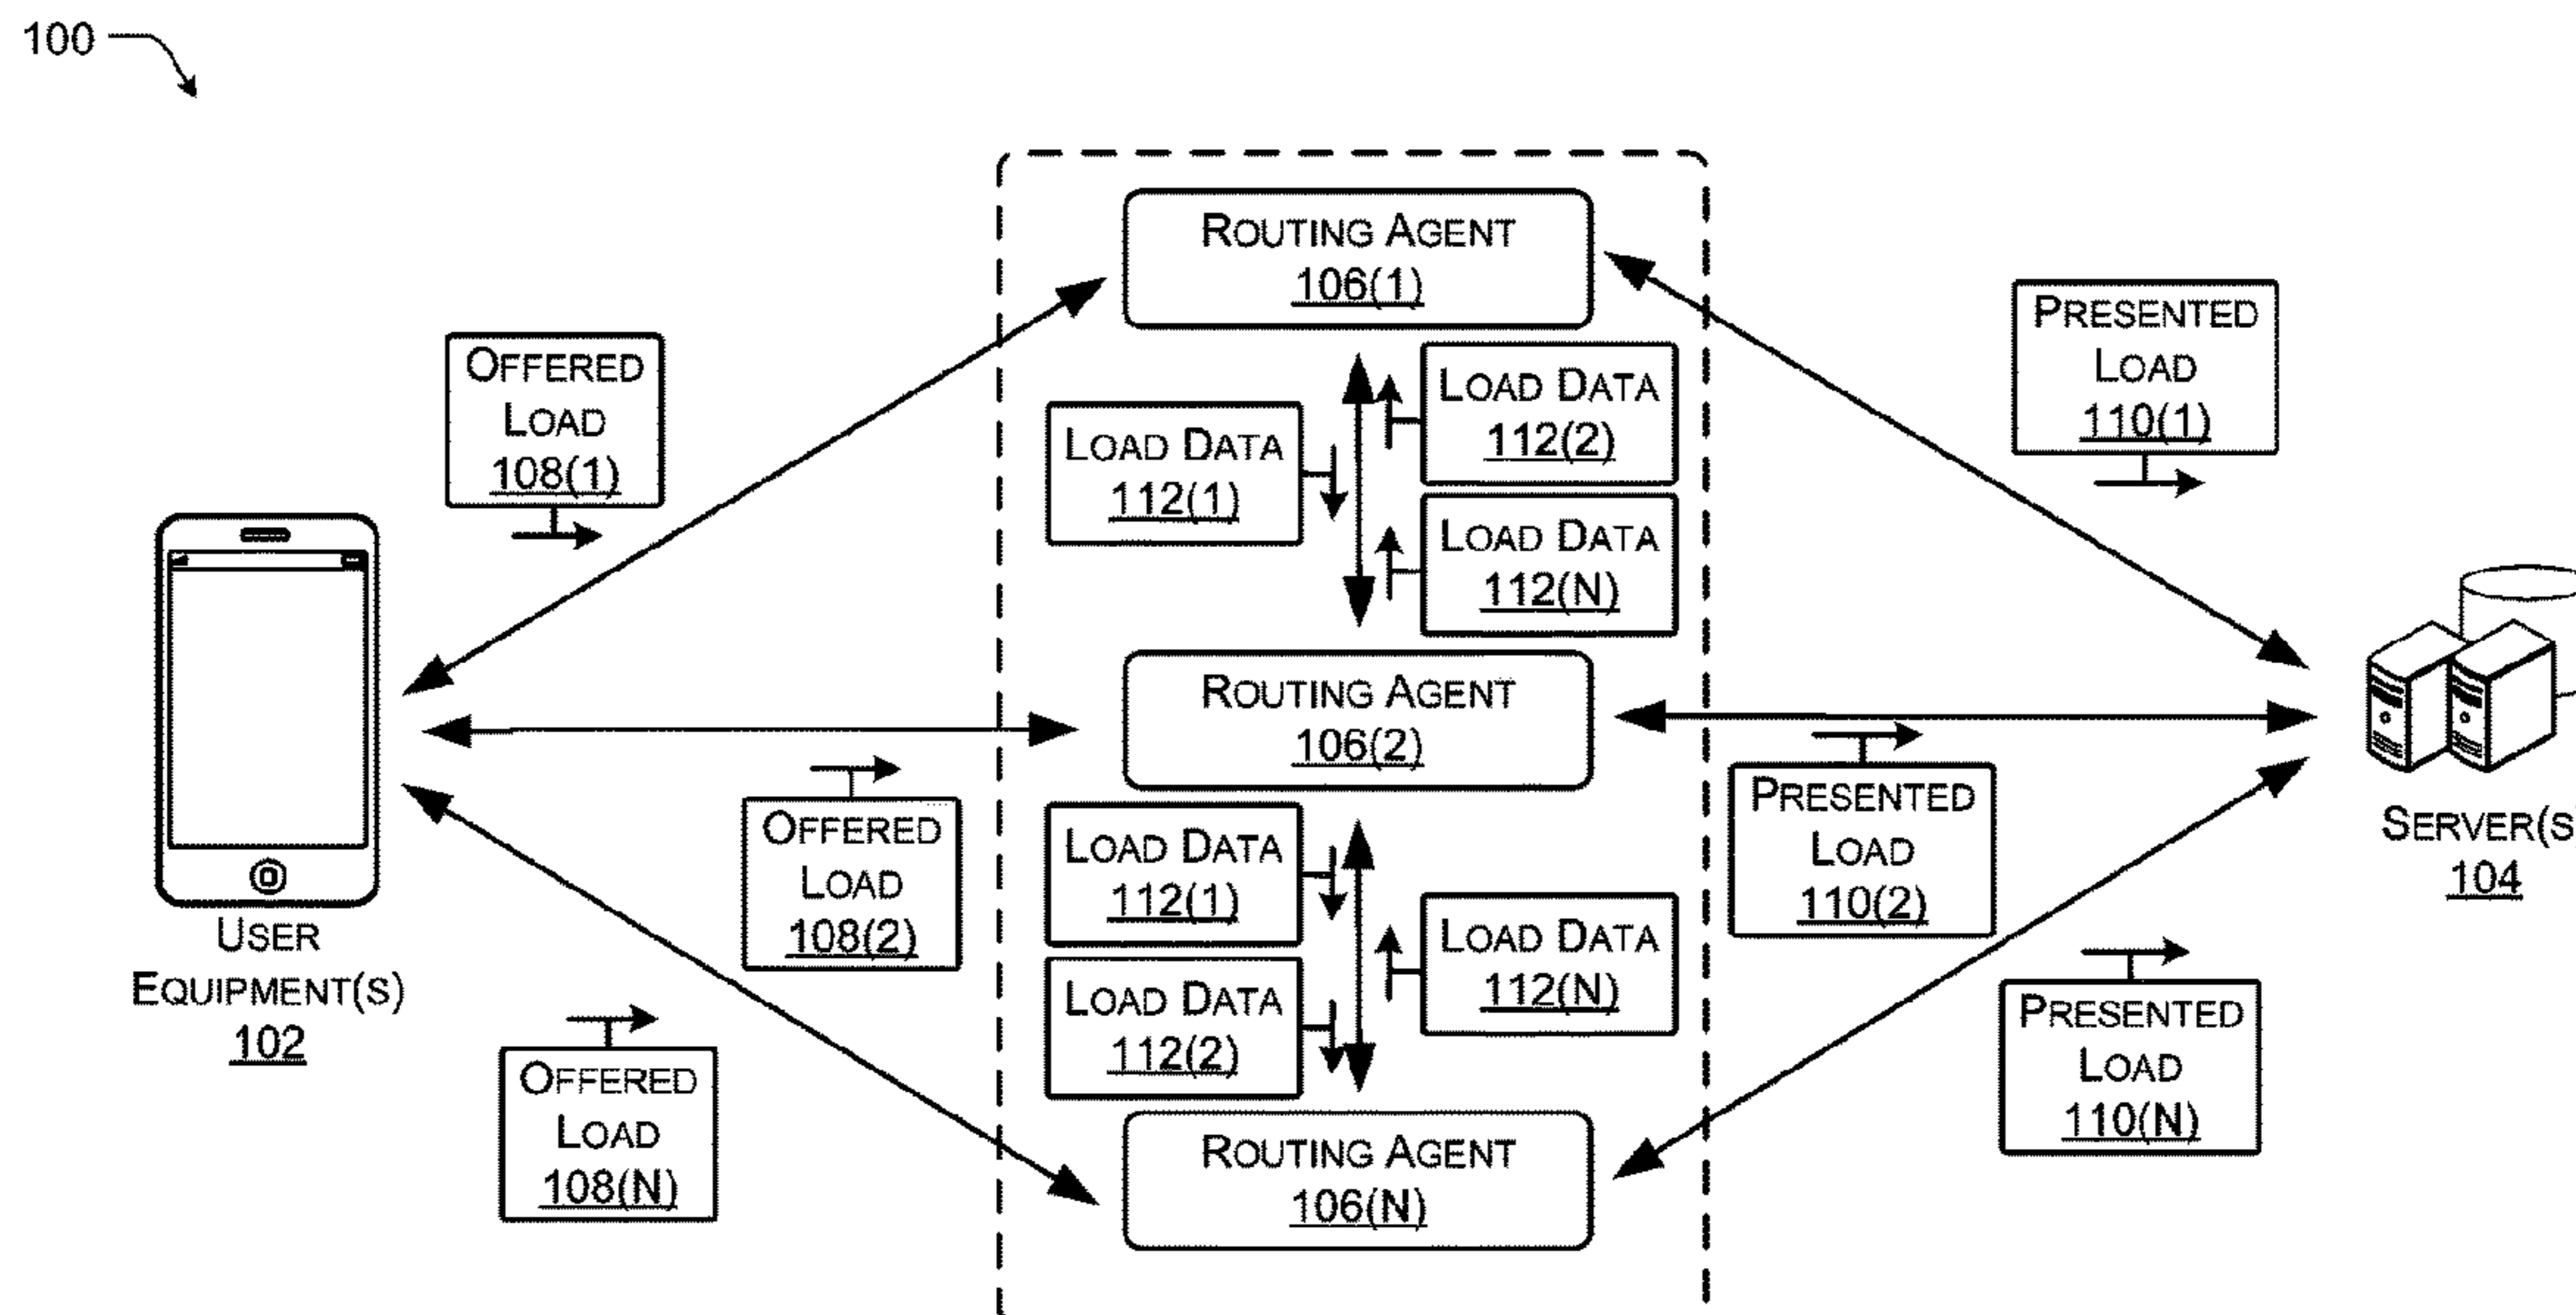 100
ROUTING AGENT
106(1)
OFFERED
LOAD
108(1)
PRESENTED
LOAD
110(1)
LOAD DATA
112(1)
LOAD DATA
112(2)
LOAD DATA
112(N)
ROUTING AGENT
106(2)
USER
EQUIPMENT(S)
102
OFFERED
LOAD
108(2)
PRESENTED
LOAD
110(2)
SERVER(S
104
LOAD DATA
112(1)
LOAD DATA
112(2)
LOAD DATA
112(N)
OFFERED
LOAD
108(N)
PRESENTED
LOAD
110(N)
ROUTING AGENT
106(N)